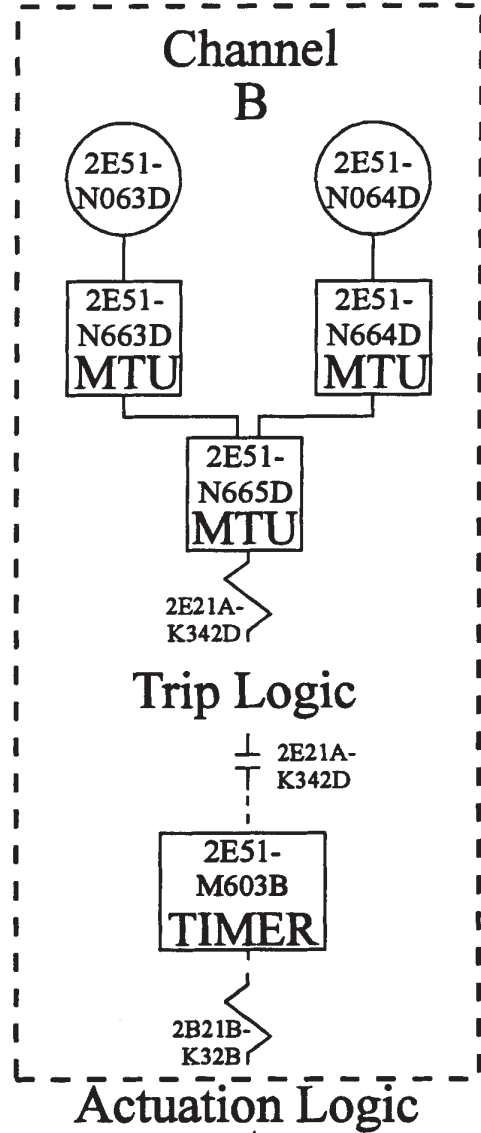 Channel
B
2E51-
N063D
2E51-
N064D
2E51-
N663D
MTU
2E51-
N664D
MTU
2E51-
N665D
MTU
2E21A-
K342D
Trip Logic
2E21A-
K342D
2E51-
M603B
TIMER
2B21B-
K32B
Actuation Logic